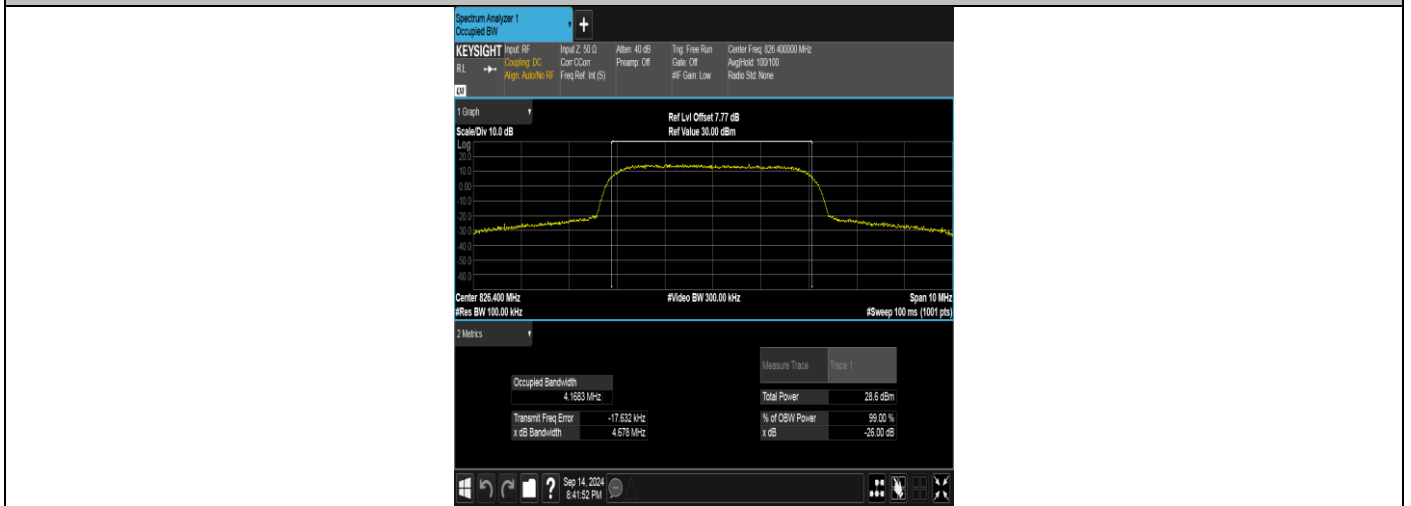 Spectrum Analyzer 1
Occupied BW
KEYSIGHT Input: RF Input Z: 50 Ω Atten: 40 dB Trig: Free Run Center Freq: 826.400000 MHz
Coupling: DC Corr CCorr Preamp: Off Gate: Off Avg|Hold: 100/100
RL Align: Auto/No RF Freq Ref: Int (S) #IF Gain: Low Radio Std: None
1 Graph
Ref Lvl Offset 7.77 dB
Scale/Div 10.0 dB Ref Value 30.00 dBm
Log
20.0
10.0
0.00
-10.0
-20.0
-30.0
-40.0
-50.0
-60.0
Center 826.400 MHz #Video BW 300.00 kHz Span 10 MHz
#Res BW 100.00 kHz #Sweep 100 ms (1001 pts)
2 Metrics
Measure Trace Trace 1
Occupied Bandwidth
4.1683 MHz
Total Power 28.6 dBm
Transmit Freq Error -17.632 kHz % of OBW Power 99.00 %
x dB Bandwidth 4.678 MHz x dB -26.00 dB
? Sep 14, 2024
8:41:52 PM